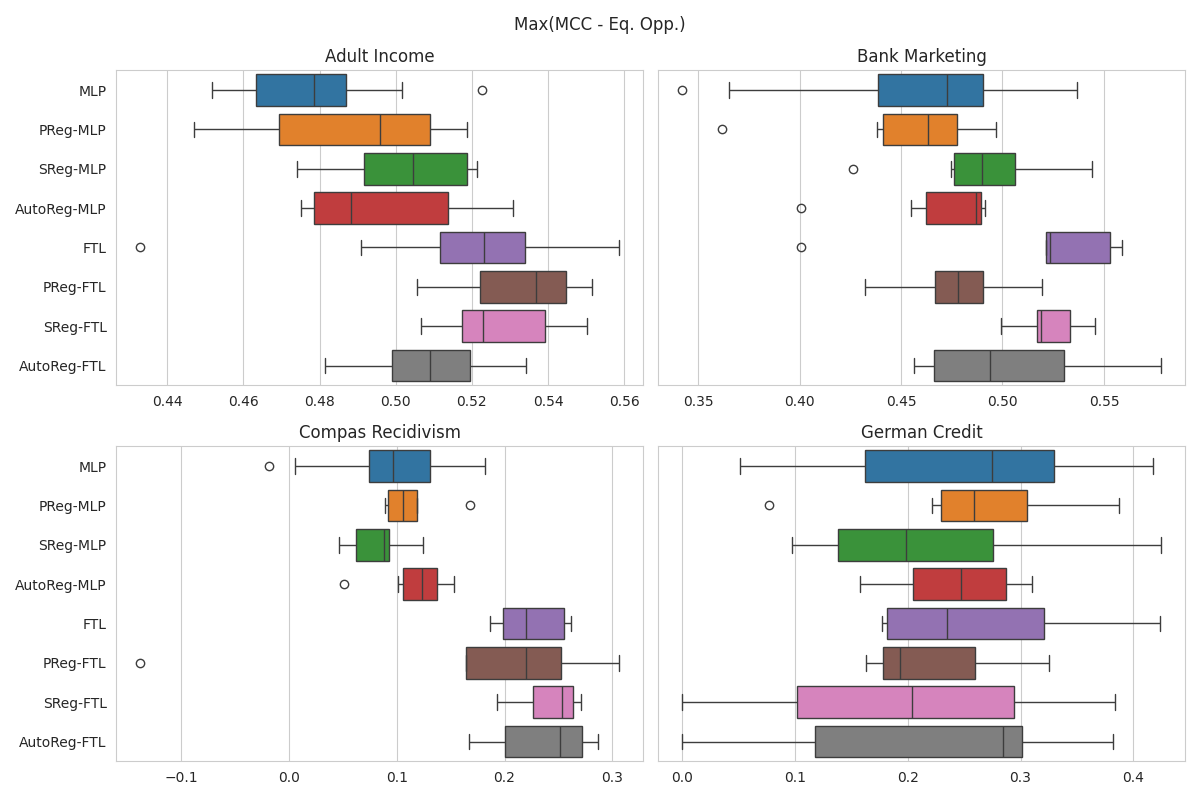 Max(MCC - Eq. Opp.)
Adult Income
Bank Marketing
MLP
PReg-MLP
SReg-MLP
AutoReg-MLP
FTL
PReg-FTL
SReg-FTL
AutoReg-FTL
0.44 0.46 0.48 0.50 0.52 0.54 0.56
0.35 0.40 0.45 0.50 0.55
Compas Recidivism
German Credit
MLP
PReg-MLP
SReg-MLP
AutoReg-MLP
FTL
PReg-FTL
SReg-FTL
AutoReg-FTL
−0.1 0.0 0.1 0.2 0.3
0.0 0.1 0.2 0.3 0.4